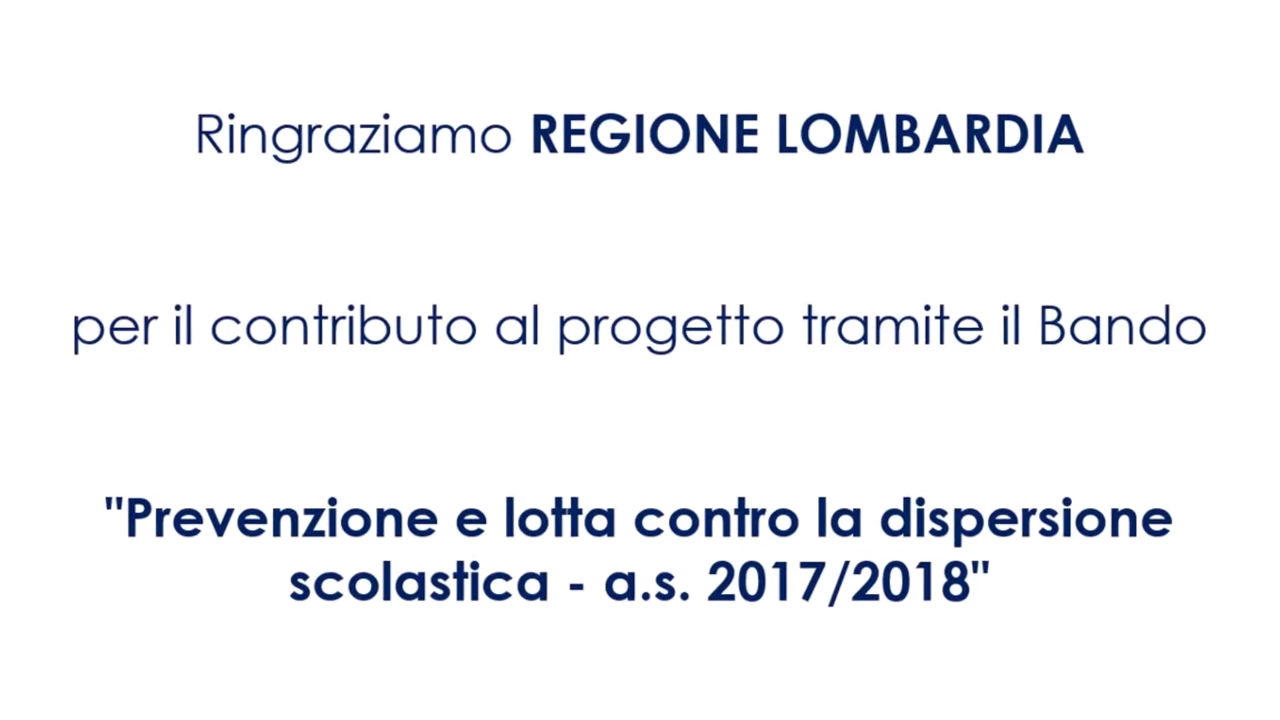 Ringraziamo REGIONE LOMBARDIA
per il contributo al progetto tramite il Bando
"Prevenzione e lotta contro la dispersione
scolastica - a.s. 2017/2018"